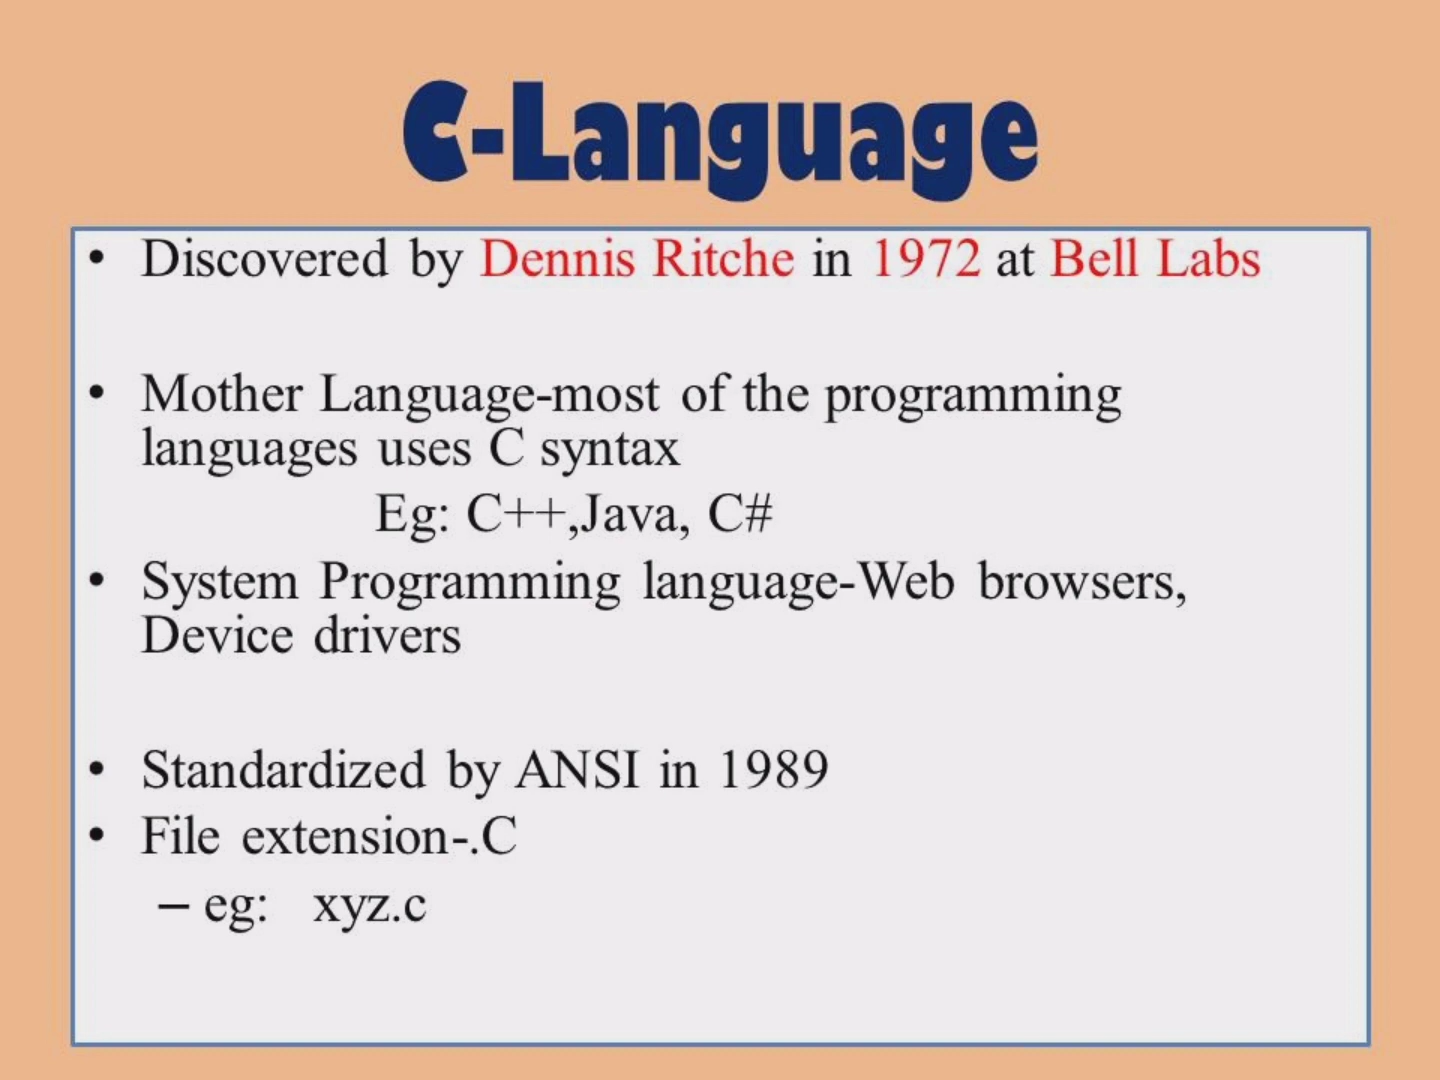 C-Language
• Discovered by Dennis Ritche in 1972 at Bell Labs
• Mother Language-most of the programming
languages uses C syntax
Eg: C++,Java, C#
• System Programming language-Web browsers,
Device drivers
• Standardized by ANSI in 1989
• File extension-.C
– eg: xyz.c